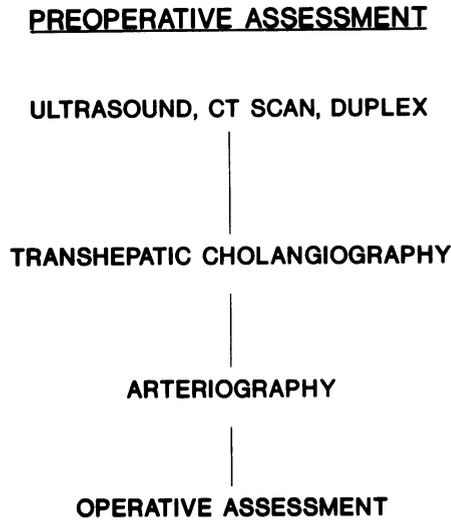 PREOPERATIVE ASSESSMENT
ULTRASOUND, CT SCAN, DUPLEX
TRANSHEPATIC CHOLANGIOGRAPHY
ARTERIOGRAPHY
OPERATIVE ASSESSMENT